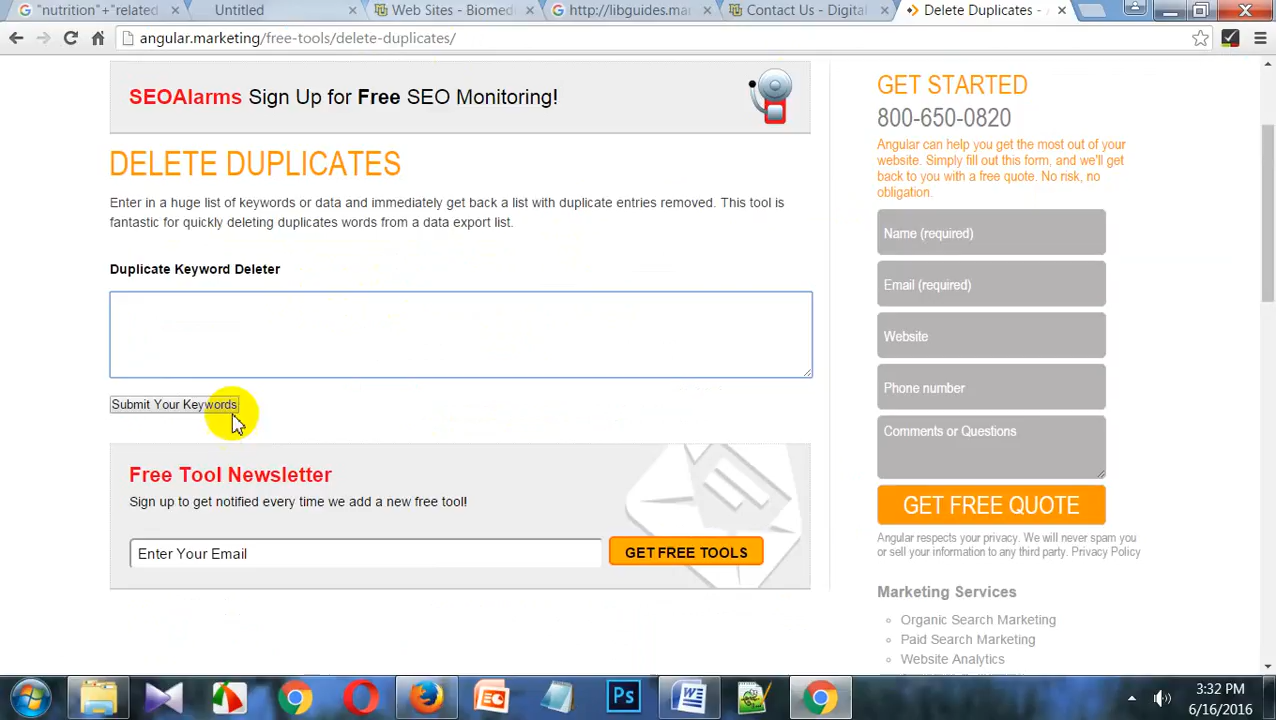 "nutrition"+"related
Untitled
Web Sites - Biomed
http://libguides.mar
Contact Us - Digital
Delete Duplicates - A
angular.marketing/free-tools/delete-duplicates/
SEOAlarms Sign Up for Free SEO Monitoring!
DELETE DUPLICATES
Enter in a huge list of keywords or data and immediately get back a list with duplicate entries removed. This tool is
fantastic for quickly deleting duplicates words from a data export list.
Duplicate Keyword Deleter
Submit Your Keywords
Free Tool Newsletter
Sign up to get notified every time we add a new free tool!
Enter Your Email
GET FREE TOOLS
GET STARTED
800-650-0820
Angular can help you get the most out of your
website. Simply fill out this form, and we'll get
back to you with a free quote. No risk, no
obligation.
Name (required)
Email (required)
Website
Phone number
Comments or Questions
GET FREE QUOTE
Angular respects your privacy. We will never spam you
or sell your information to any third party. Privacy Policy
Marketing Services
Organic Search Marketing
Paid Search Marketing
Website Analytics
Ps
3:32 PM
6/16/2016